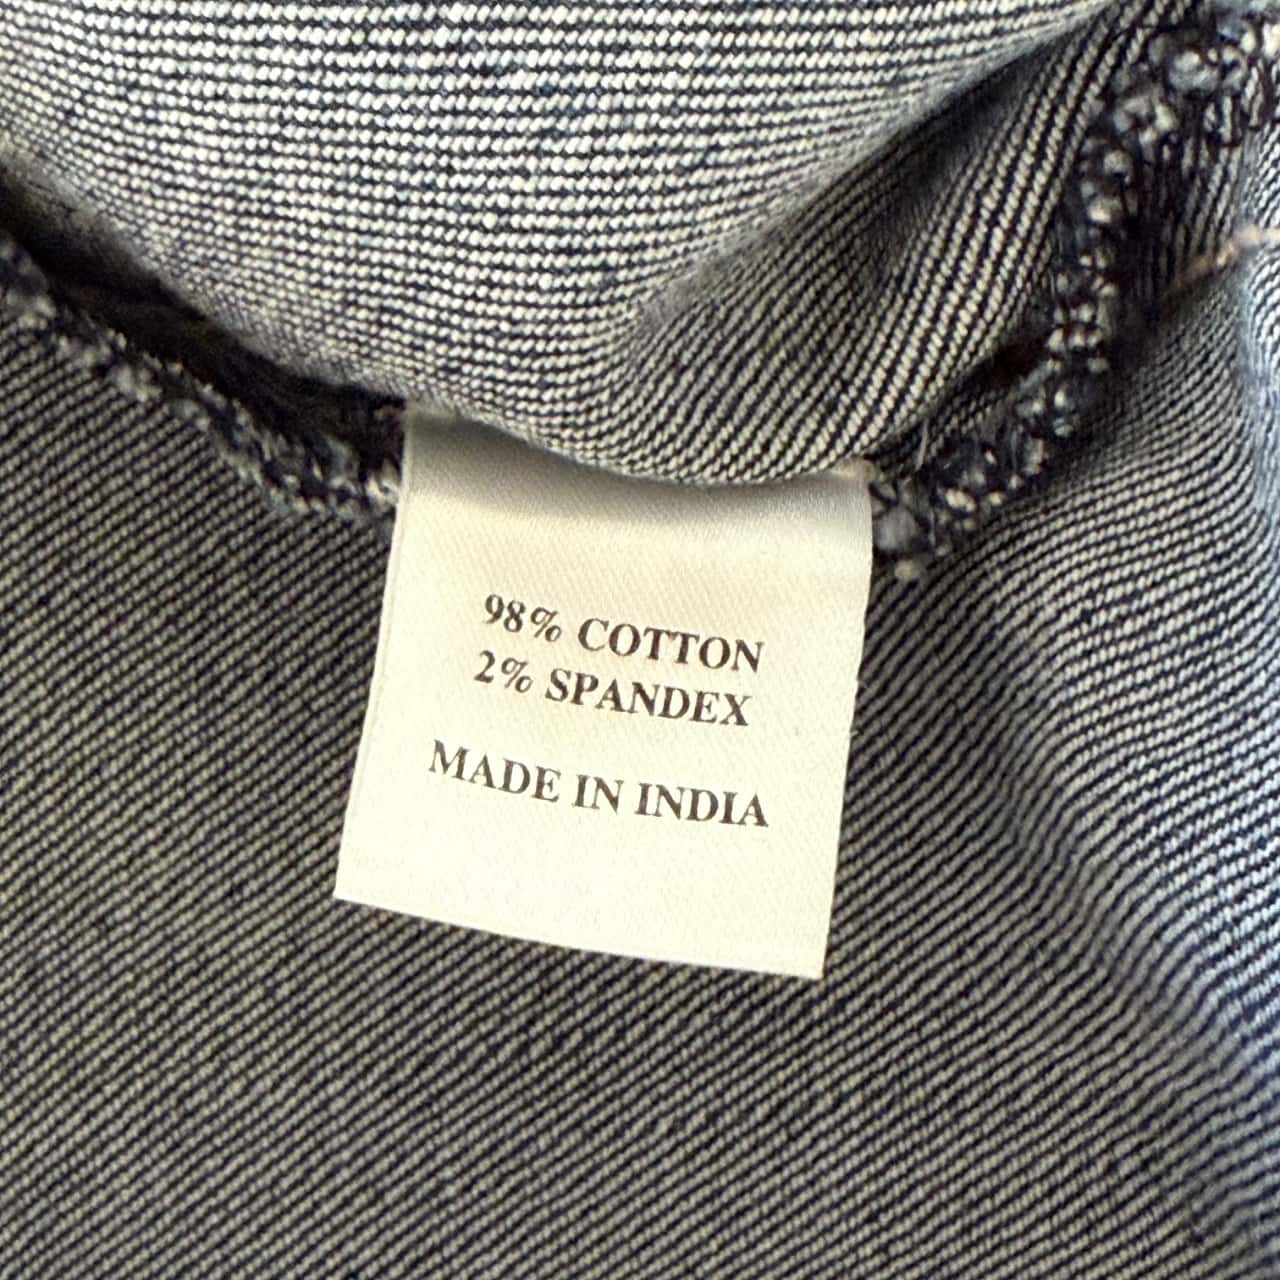 98% COTTON
2% SPANDEX
MADE IN INDIA